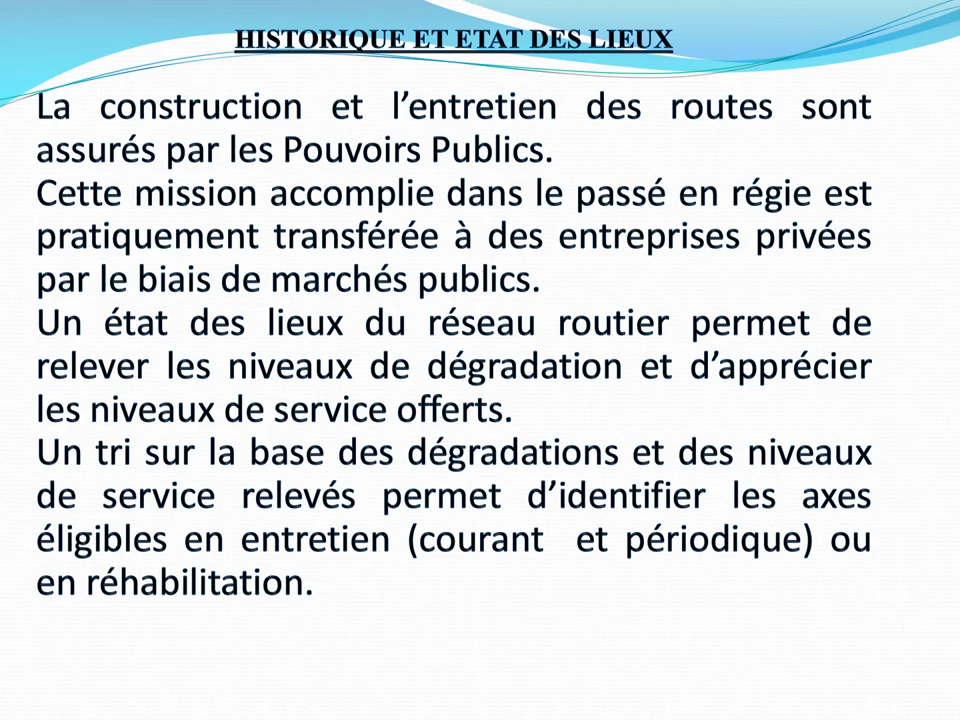 HISTORIQUE ET ETAT DES LIEUX
La construction et l’entretien des routes sont
assurés par les Pouvoirs Publics.
Cette mission accomplie dans le passé en régie est
pratiquement transférée à des entreprises privées
par le biais de marchés publics.
Un état des lieux du réseau routier permet de
relever les niveaux de dégradation et d’apprécier
les niveaux de service offerts.
Un tri sur la base des dégradations et des niveaux
de service relevés permet d’identifier les axes
éligibles en entretien (courant et périodique) ou
en réhabilitation.